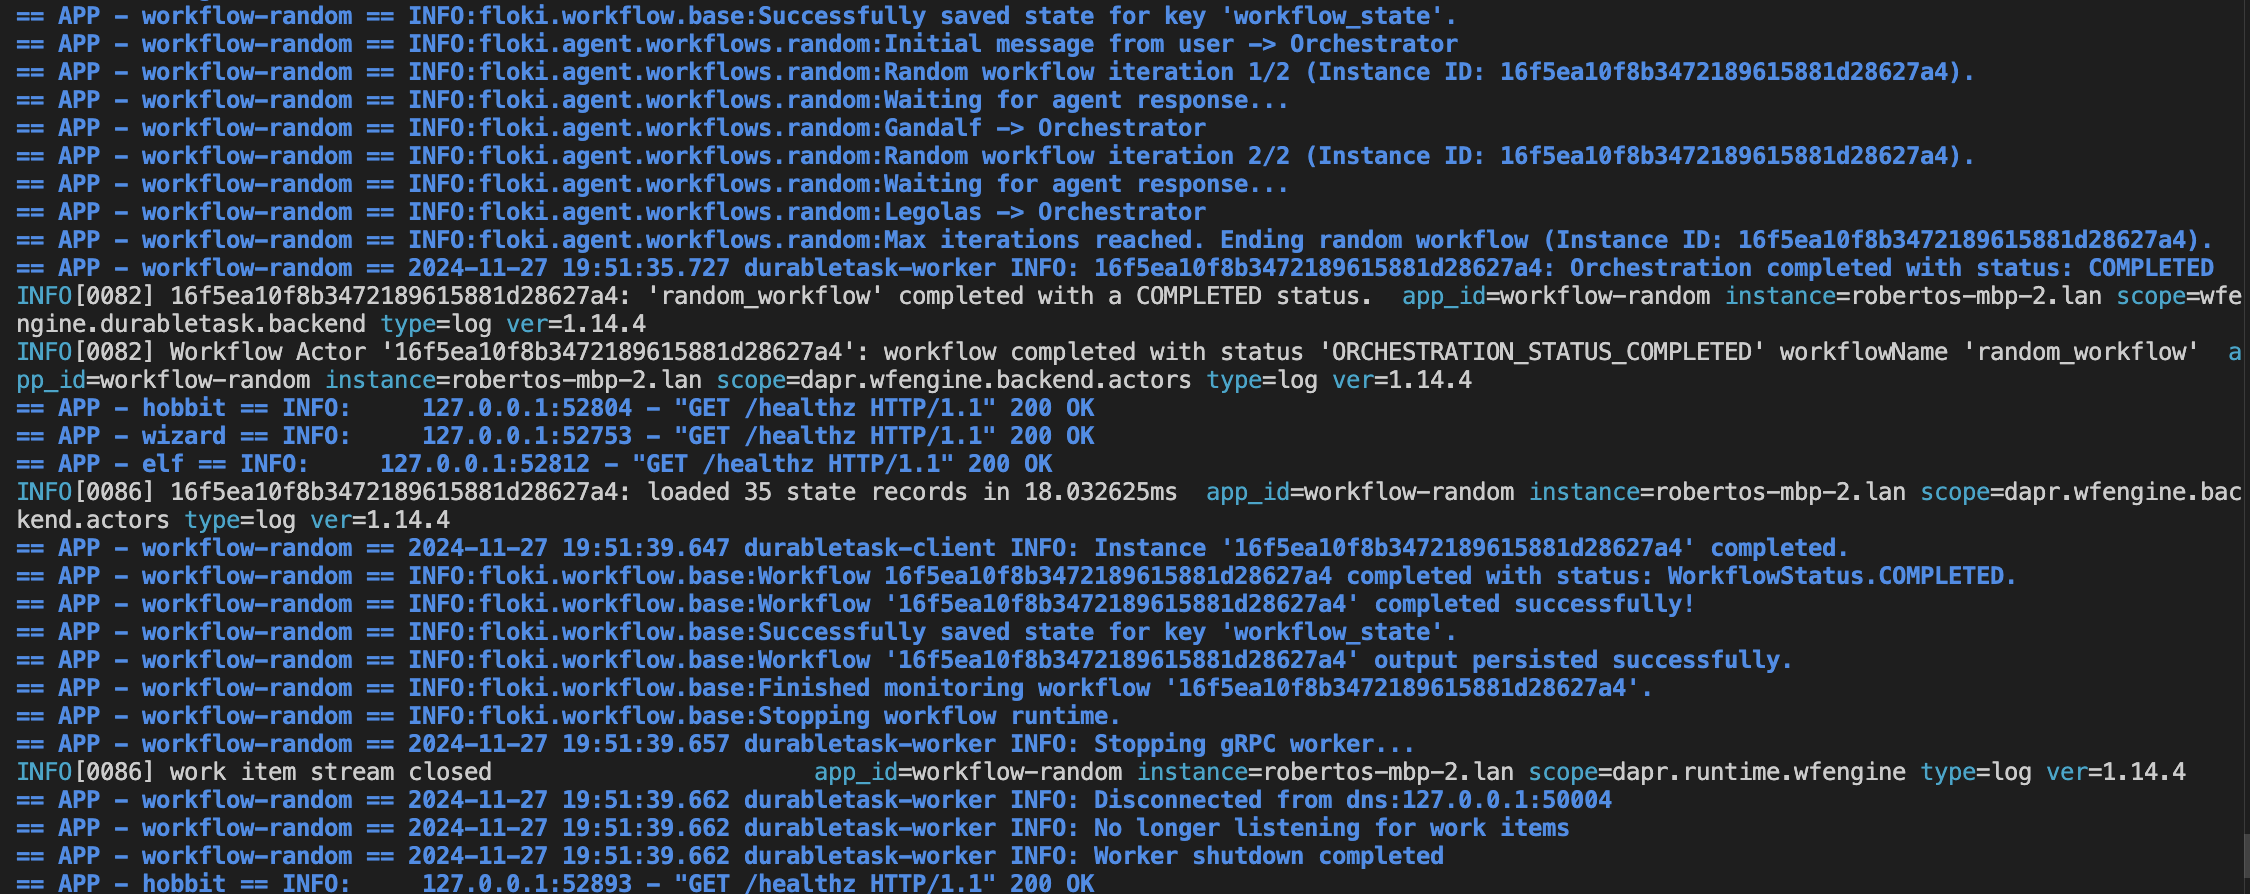 == APP - workflow-random == INFO:floki.workflow.base:Successfully saved state for key 'workflow_state'.
== APP - workflow-random == INFO:floki.agent.workflows.random:Initial message from user -> Orchestrator
== APP - workflow-random == INFO:floki.agent.workflows.random:Random workflow iteration 1/2 (Instance ID: 16f5ea10f8b3472189615881d28627a4).
== APP - workflow-random == INFO:floki.agent.workflows.random:Waiting for agent response...
== APP - workflow-random == INFO:floki.agent.workflows.random:Gandalf -> Orchestrator
== APP - workflow-random == INFO:floki.agent.workflows.random:Random workflow iteration 2/2 (Instance ID: 16f5ea10f8b3472189615881d28627a4).
== APP - workflow-random == INFO:floki.agent.workflows.random:Waiting for agent response...
== APP - workflow-random == INFO:floki.agent.workflows.random:Legolas -> Orchestrator
== APP - workflow-random == INFO:floki.agent.workflows.random:Max iterations reached. Ending random workflow (Instance ID: 16f5ea10f8b3472189615881d28627a4).
== APP - workflow-random == 2024-11-27 19:51:35.727 durabletask-worker INFO: 16f5ea10f8b3472189615881d28627a4: Orchestration completed with status: COMPLETED
INFO[0082] 16f5ea10f8b3472189615881d28627a4: 'random_workflow' completed with a COMPLETED status.  app_id=workflow-random instance=robertos-mbp-2.lan scope=wfe
ngine.durabletask.backend type=log ver=1.14.4
INFO[0082] Workflow Actor '16f5ea10f8b3472189615881d28627a4': workflow completed with status 'ORCHESTRATION_STATUS_COMPLETED' workflowName 'random_workflow'  a
pp_id=workflow-random instance=robertos-mbp-2.lan scope=dapr.wfengine.backend.actors type=log ver=1.14.4
== APP - hobbit == INFO:     127.0.0.1:52804 - "GET /healthz HTTP/1.1" 200 OK
== APP - wizard == INFO:     127.0.0.1:52753 - "GET /healthz HTTP/1.1" 200 OK
== APP - elf == INFO:     127.0.0.1:52812 - "GET /healthz HTTP/1.1" 200 OK
INFO[0086] 16f5ea10f8b3472189615881d28627a4: loaded 35 state records in 18.032625ms  app_id=workflow-random instance=robertos-mbp-2.lan scope=dapr.wfengine.bac
kend.actors type=log ver=1.14.4
== APP - workflow-random == 2024-11-27 19:51:39.647 durabletask-client INFO: Instance '16f5ea10f8b3472189615881d28627a4' completed.
== APP - workflow-random == INFO:floki.workflow.base:Workflow 16f5ea10f8b3472189615881d28627a4 completed with status: WorkflowStatus.COMPLETED.
== APP - workflow-random == INFO:floki.workflow.base:Workflow '16f5ea10f8b3472189615881d28627a4' completed successfully!
== APP - workflow-random == INFO:floki.workflow.base:Successfully saved state for key 'workflow_state'.
== APP - workflow-random == INFO:floki.workflow.base:Workflow '16f5ea10f8b3472189615881d28627a4' output persisted successfully.
== APP - workflow-random == INFO:floki.workflow.base:Finished monitoring workflow '16f5ea10f8b3472189615881d28627a4'.
== APP - workflow-random == INFO:floki.workflow.base:Stopping workflow runtime.
== APP - workflow-random == 2024-11-27 19:51:39.657 durabletask-worker INFO: Stopping gRPC worker...
INFO[0086] work item stream closed                       app_id=workflow-random instance=robertos-mbp-2.lan scope=dapr.runtime.wfengine type=log ver=1.14.4
== APP - workflow-random == 2024-11-27 19:51:39.662 durabletask-worker INFO: Disconnected from dns:127.0.0.1:50004
== APP - workflow-random == 2024-11-27 19:51:39.662 durabletask-worker INFO: No longer listening for work items
== APP - workflow-random == 2024-11-27 19:51:39.662 durabletask-worker INFO: Worker shutdown completed
== APP - hobbit == INFO:     127.0.0.1:52893 - "GET /healthz HTTP/1.1" 200 OK